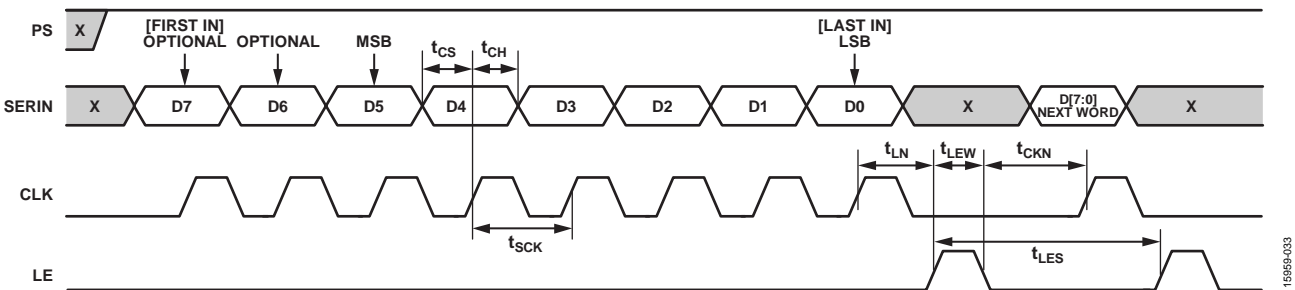 PS X
[FIRST IN]
OPTIONAL
OPTIONAL
MSB
tCS
tCH
[LAST IN]
LSB
SERIN X D7 D6 D5 D4 D3 D2 D1 D0 X
D[7:0]
NEXT WORD
X
tLN
tLEW
tCKN
CLK
tSCK
tLES
LE
15959-033